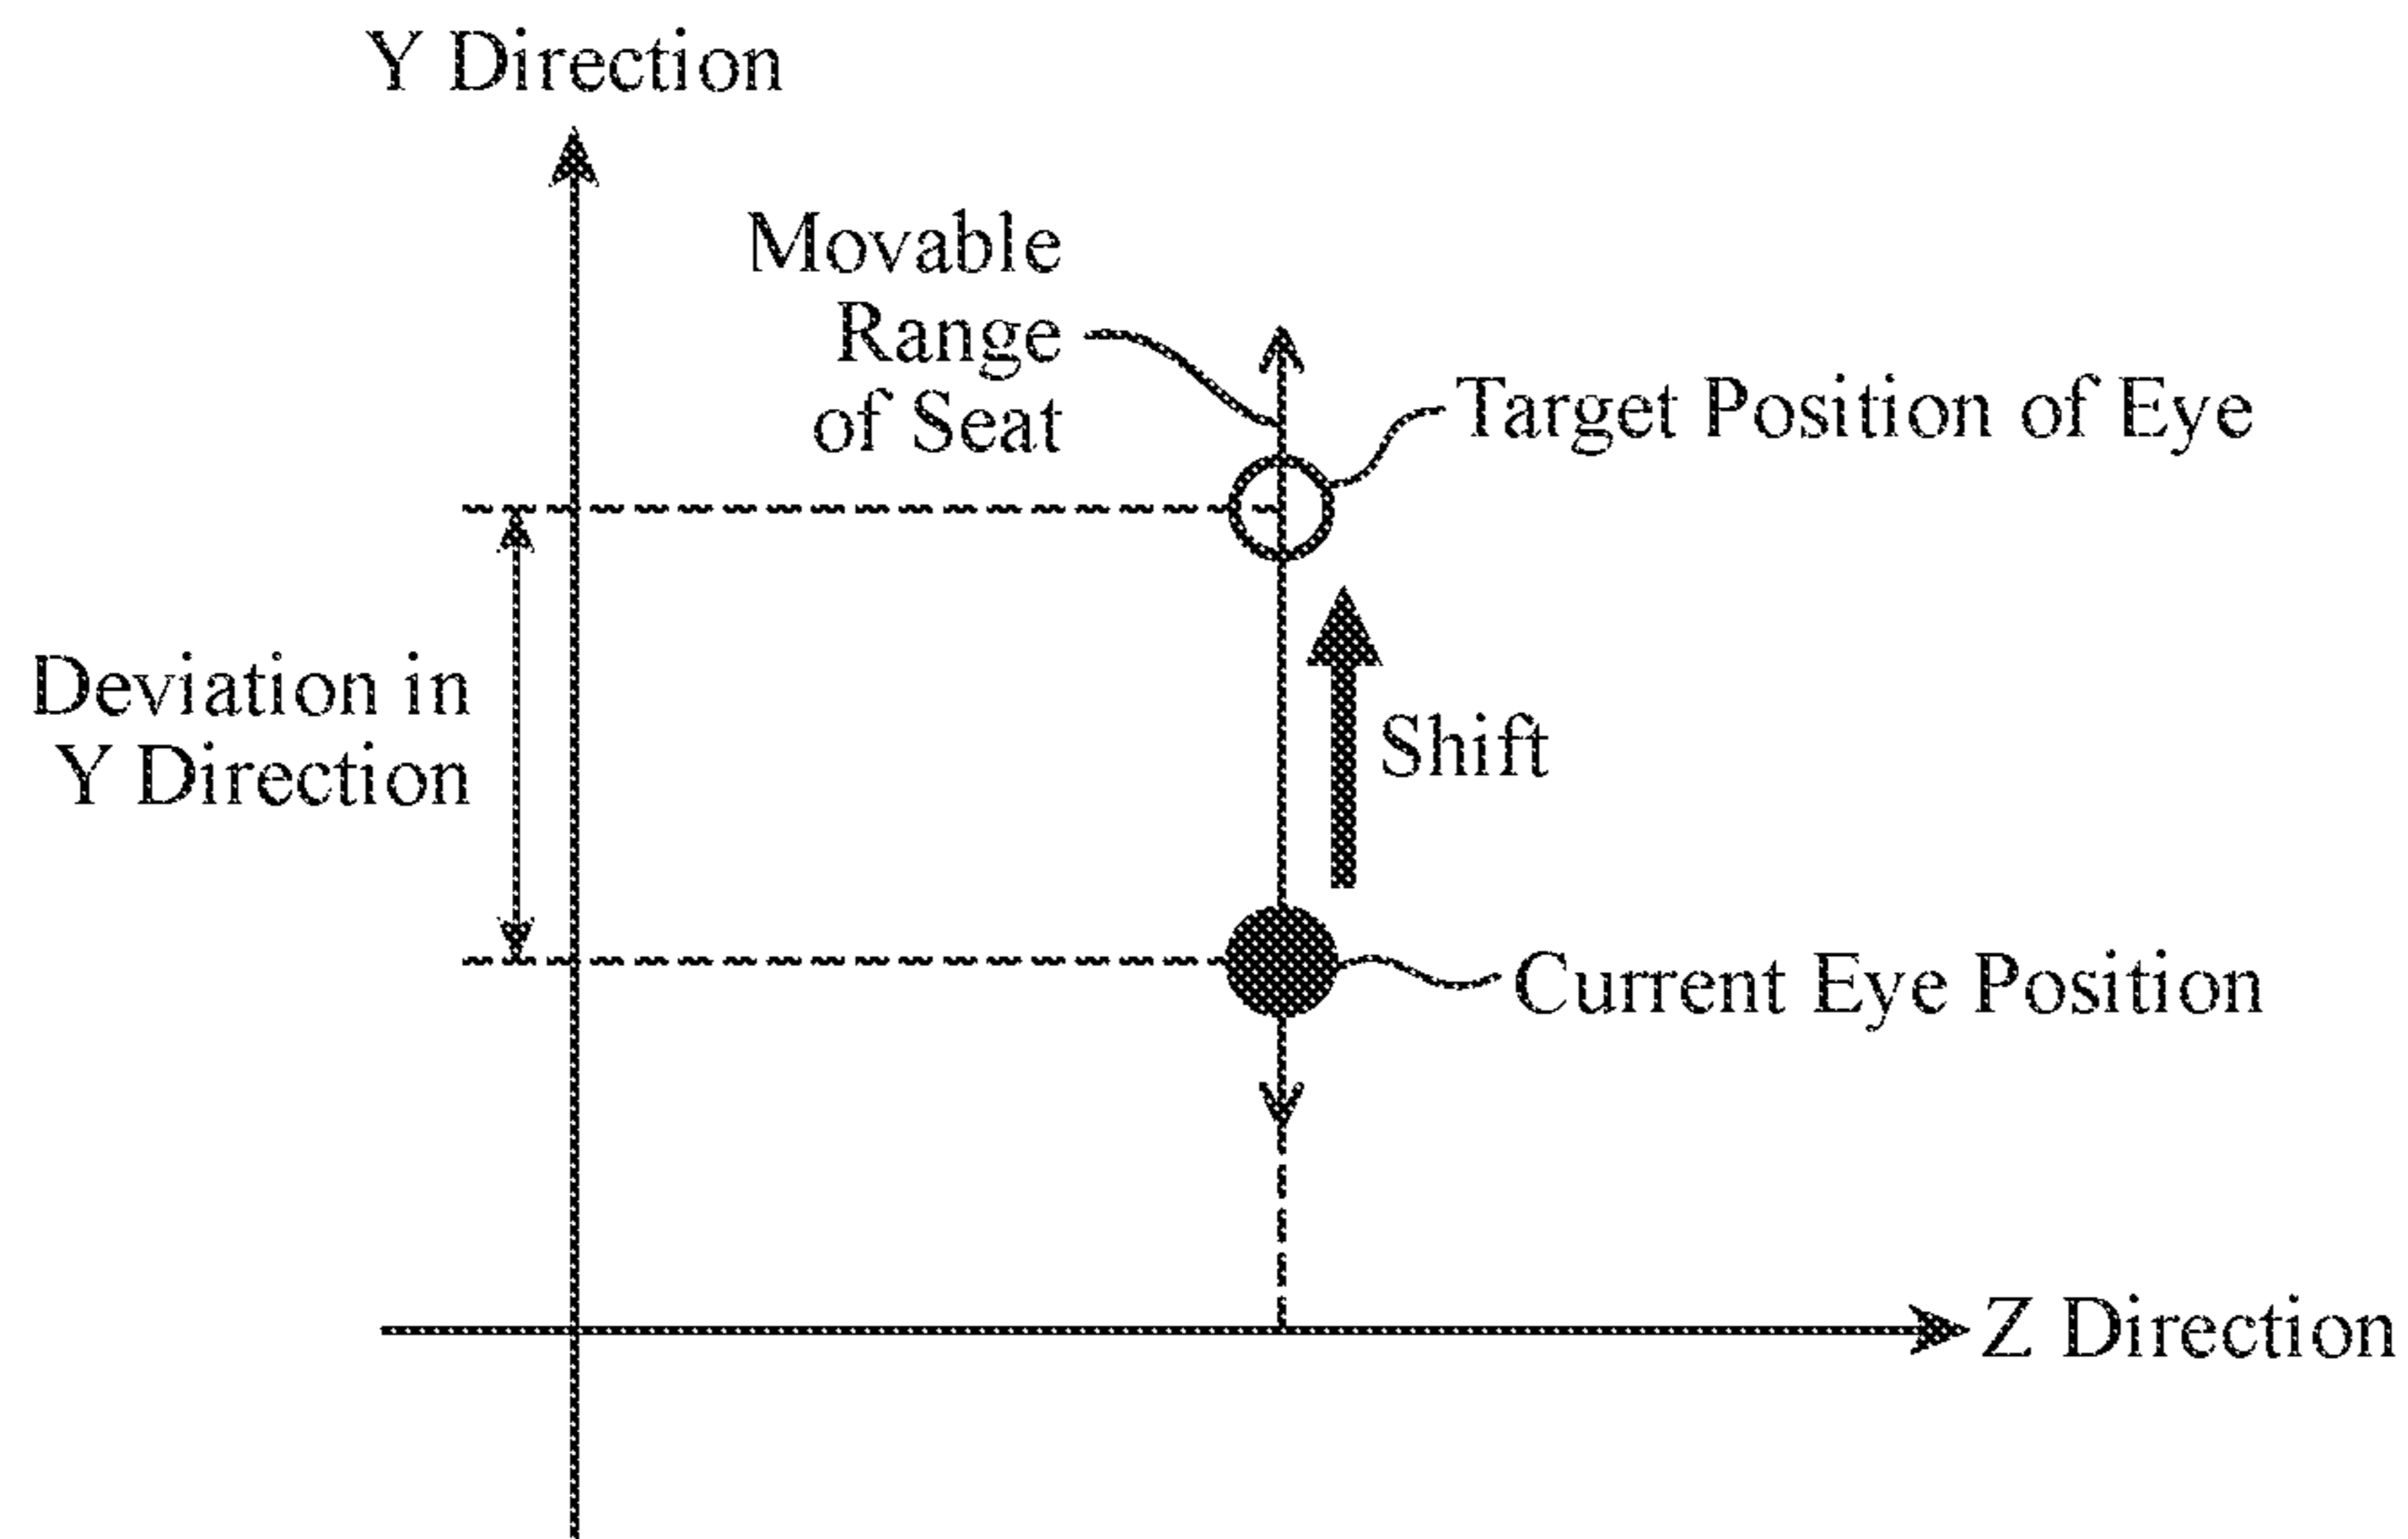 Y Direction
Movable
Range
of Seat
Target Position of Eye
Deviation in
Y Direction
Shift
Current Eye Position
Z Direction